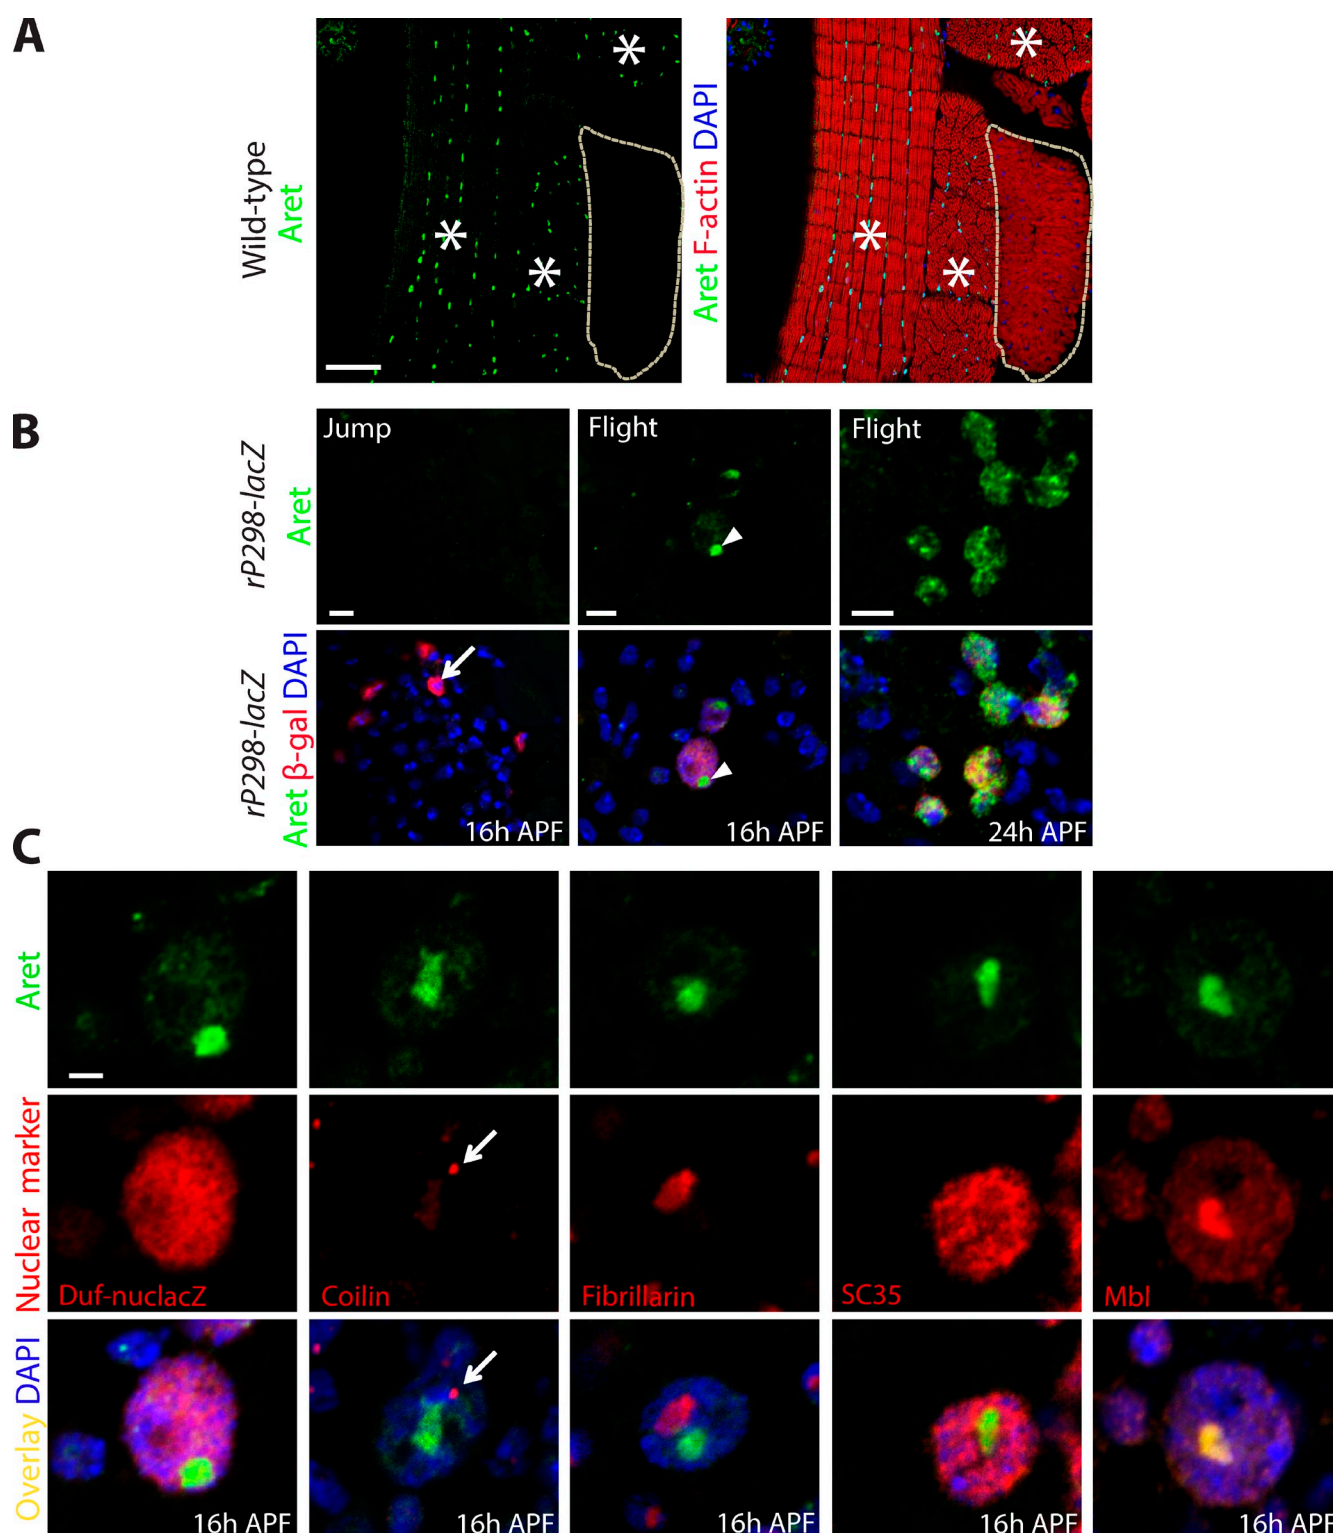 A
Wild-type
Aret
Aret F-actin DAPI
B
rP298-lacZ
Aret
Jump
Flight
Flight
rP298-lacZ
Aret β-gal DAPI
16h APF
16h APF
24h APF
C
Aret
Nuclear marker
Duf-nuclacZ
Coilin
Fibrillarin
SC35
Mbl
Overlay DAPI
16h APF
16h APF
16h APF
16h APF
16h APF